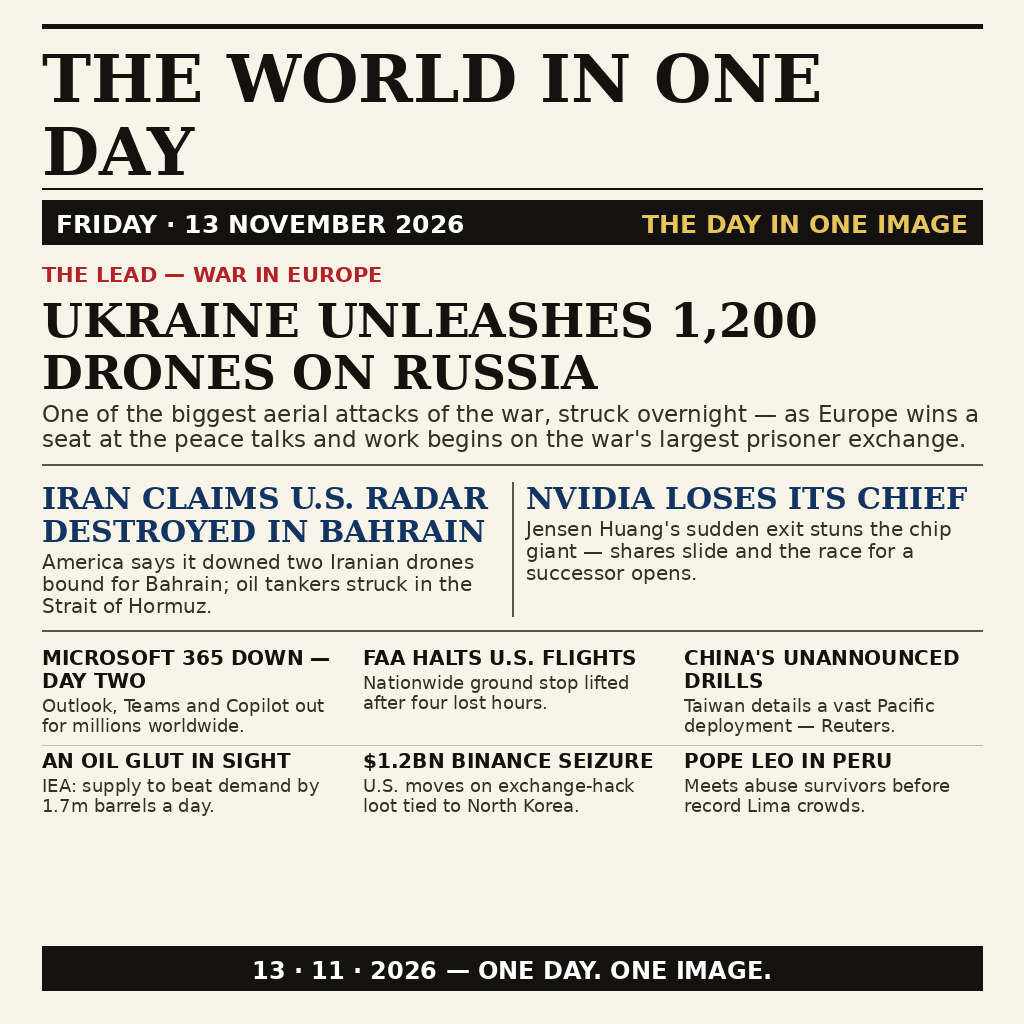 THE WORLD IN ONE
DAY
FRIDAY · 13 NOVEMBER 2026
THE DAY IN ONE IMAGE
THE LEAD — WAR IN EUROPE
UKRAINE UNLEASHES 1,200
DRONES ON RUSSIA
One of the biggest aerial attacks of the war, struck overnight — as Europe wins a
seat at the peace talks and work begins on the war's largest prisoner exchange.
IRAN CLAIMS U.S. RADAR
DESTROYED IN BAHRAIN
America says it downed two Iranian drones
bound for Bahrain; oil tankers struck in the
Strait of Hormuz.
NVIDIA LOSES ITS CHIEF
Jensen Huang's sudden exit stuns the chip
giant — shares slide and the race for a
successor opens.
MICROSOFT 365 DOWN —
DAY TWO
Outlook, Teams and Copilot out
for millions worldwide.
FAA HALTS U.S. FLIGHTS
Nationwide ground stop lifted
after four lost hours.
CHINA'S UNANNOUNCED
DRILLS
Taiwan details a vast Pacific
deployment — Reuters.
AN OIL GLUT IN SIGHT
IEA: supply to beat demand by
1.7m barrels a day.
$1.2BN BINANCE SEIZURE
U.S. moves on exchange-hack
loot tied to North Korea.
POPE LEO IN PERU
Meets abuse survivors before
record Lima crowds.
13 · 11 · 2026 — ONE DAY. ONE IMAGE.